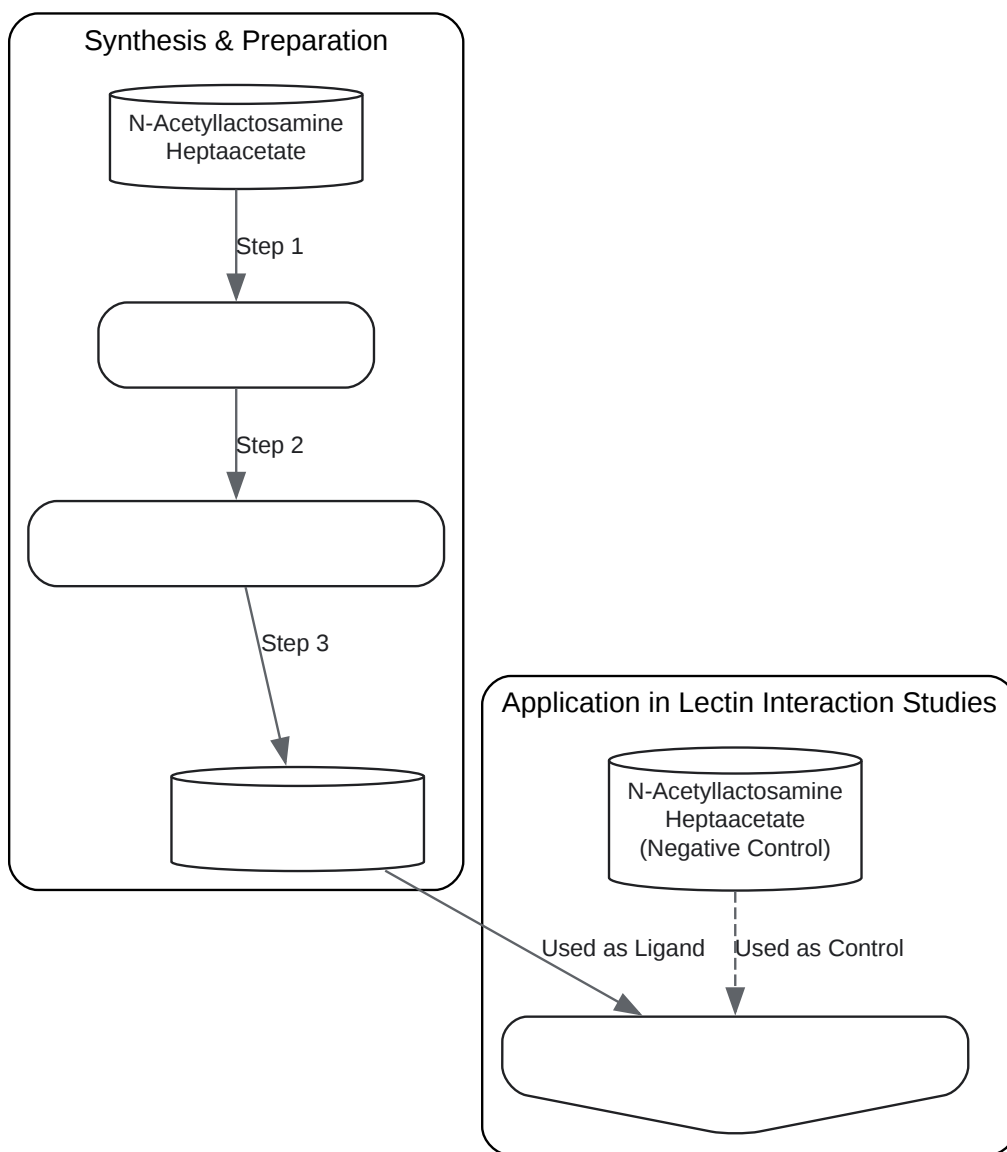 Synthesis & Preparation
N-Acetyllactosamine
Heptaacetate
Step 1
Step 2
Step 3
Application in Lectin Interaction Studies
N-Acetyllactosamine
Heptaacetate
(Negative Control)
Used as Ligand
Used as Control